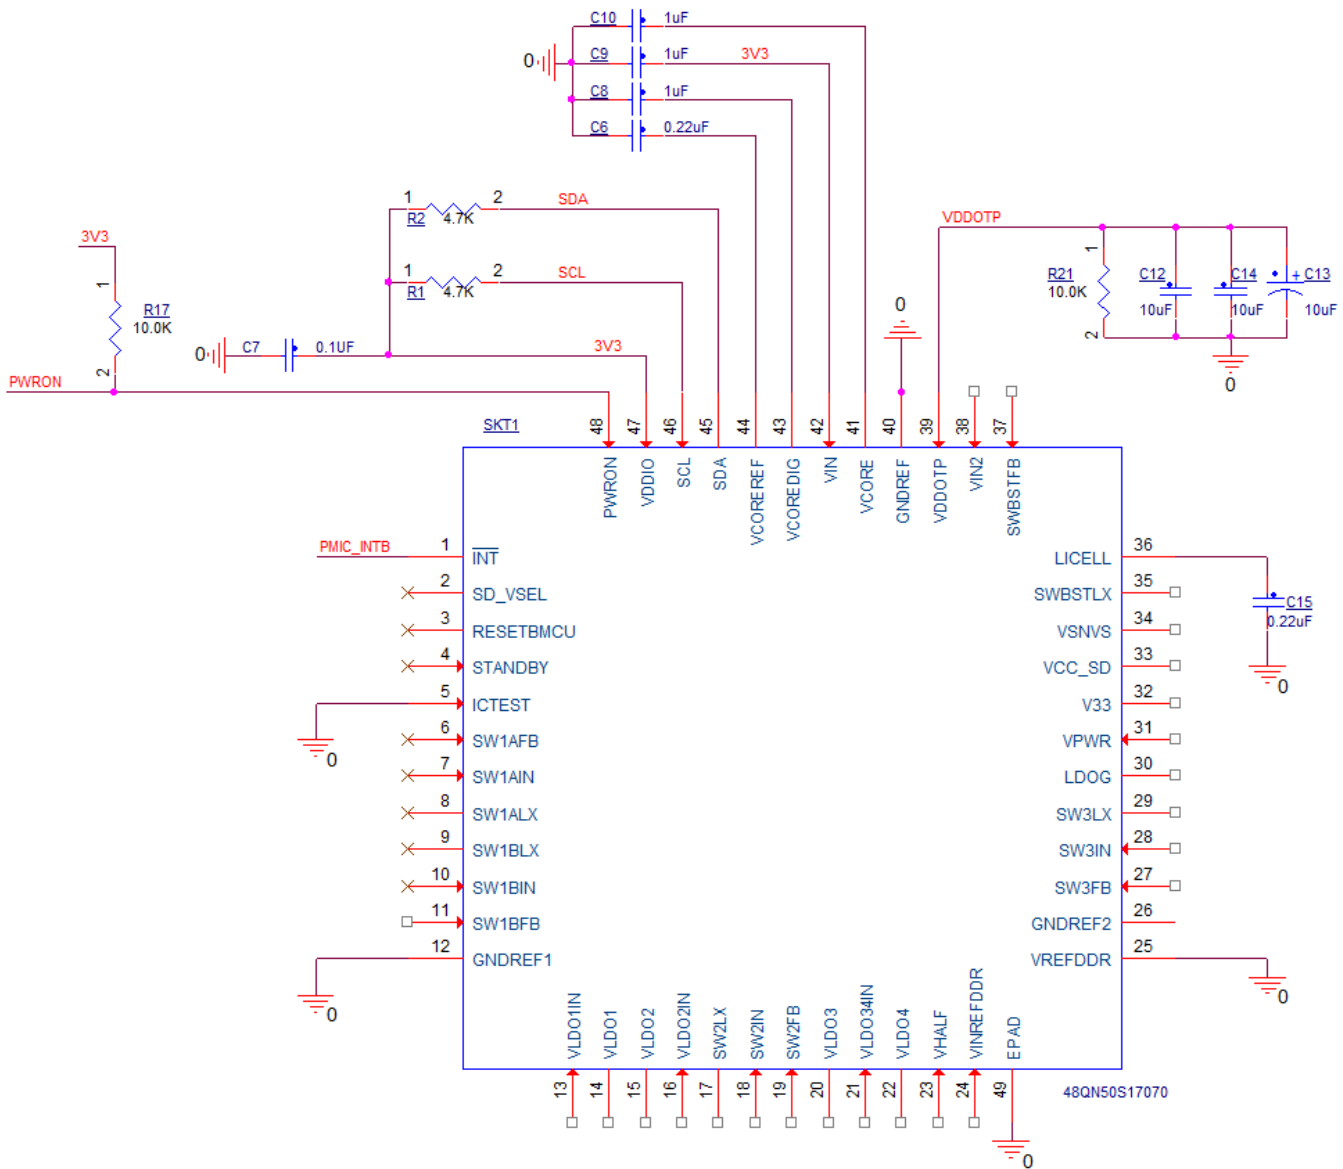 C10 1uF
0 C9 1uF 3V3
C8 1uF
C6 0.22uF
1 2 SDA
R2 4.7K
VDDOTP
3V3
1 2 SCL
R1 4.7K
1
R17
10.0K
2
1
R21
10.0K
2
C12
10uF
C14
10uF
+ C13
10uF
0
0
0 C7 0.1UF 3V3
PWRON
SKT1
48 47 46 45 44 43 42 41 40 39 38 37
PWRON
VDDIO
SCL
SDA
VCOREREF
VCOREDIG
VIN
VCORE
GNDREF
VDDOTP
VIN2
SWBSTFB
PMIC_INTB 1 INT
2 SD_VSEL
3 RESETBMCU
4 STANDBY
5 ICTEST
0
6 SW1AFB
7 SW1AIN
8 SW1ALX
9 SW1BLX
10 SW1BIN
11 SW1BFB
12 GNDREF1
0
LICELL 36
SWBSTLX 35
C15
0.22uF
0
VSNVS 34
VCC_SD 33
V33 32
VPWR 31
LDOG 30
SW3LX 29
SW3IN 28
SW3FB 27
GNDREF2 26
VREFDDR 25
0
VLDO1IN
VLDO1
VLDO2
VLDO2IN
SW2LX
SW2IN
SW2FB
VLDO3
VLDO34IN
VLDO4
VHALF
VINREFDDR
EPAD
13 14 15 16 17 18 19 20 21 22 23 24 49
48QN50S17070
0